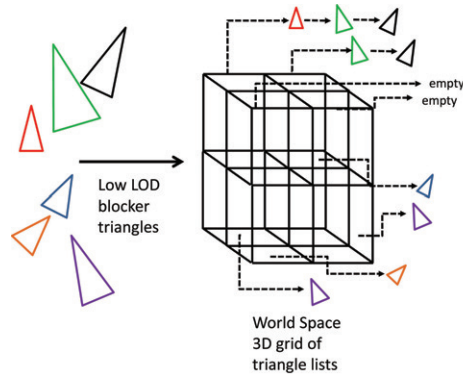 empty
empty
Low LOD
blocker
triangles
World Space
3D grid of
triangle lists